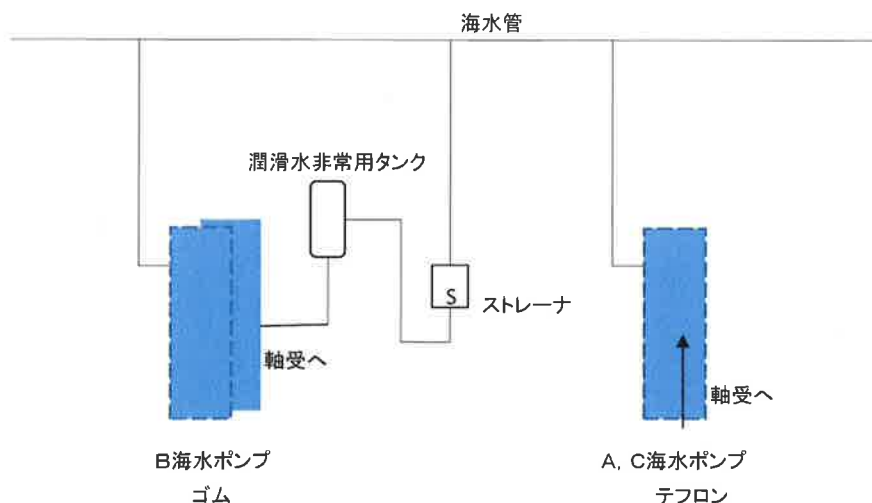 海水管
潤滑水非常用タンク
S
ストレーナ
軸受へ
軸受へ
B海水ポンプ
ゴム
A, C海水ポンプ
テフロン